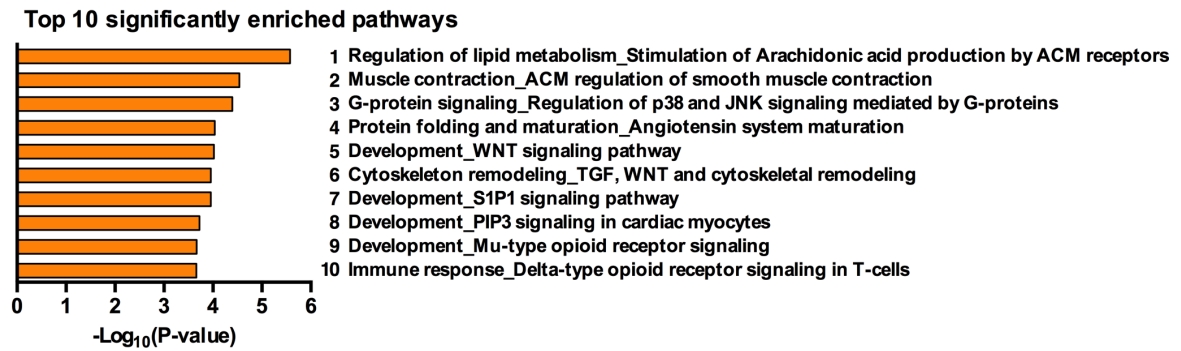 Top 10 significantly enriched pathways
1 Regulation of lipid metabolism_Stimulation of Arachidonic acid production by ACM receptors
2 Muscle contraction_ACM regulation of smooth muscle contraction
3 G-protein signaling_Regulation of p38 and JNK signaling mediated by G-proteins
4 Protein folding and maturation_Angiotensin system maturation
5 Development_WNT signaling pathway
6 Cytoskeleton remodeling_TGF, WNT and cytoskeletal remodeling
7 Development_S1P1 signaling pathway
8 Development_PIP3 signaling in cardiac myocytes
9 Development_Mu-type opioid receptor signaling
10 Immune response_Delta-type opioid receptor signaling in T-cells
0 1 2 3 4 5 6
-Log10(P-value)